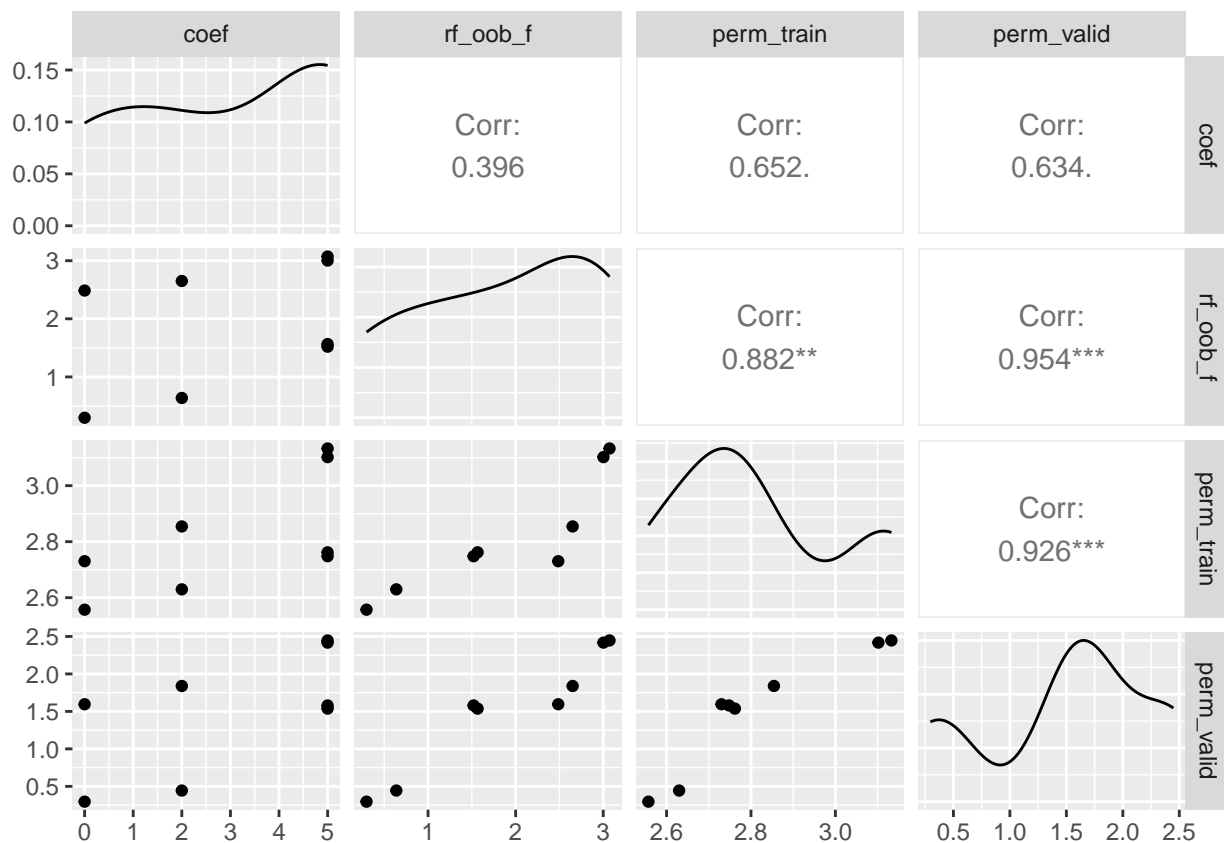 coef rf_oob_f perm_train perm_valid
0.15
0.10
0.05
0.00
Corr:
0.396
Corr:
0.652.
Corr:
0.634.
coef
3
2
1
Corr:
0.882**
Corr:
0.954***
rf_oob_f
3.0
2.8
2.6
Corr:
0.926***
perm_train
2.5
2.0
1.5
1.0
0.5
perm_valid
0 1 2 3 4 5 1 2 3 2.6 2.8 3.0 0.5 1.0 1.5 2.0 2.5